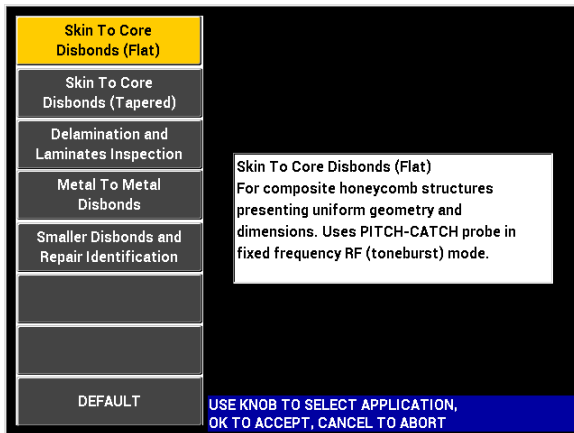 Skin To Core
Disbonds (Flat)
Skin To Core
Disbonds (Tapered)
Delamination and
Laminates Inspection
Metal To Metal
Disbonds
Smaller Disbonds and
Repair Identification
DEFAULT
Skin To Core Disbonds (Flat)
For composite honeycomb structures
presenting uniform geometry and
dimensions. Uses PITCH-CATCH probe in
fixed frequency RF (toneburst) mode.
USE KNOB TO SELECT APPLICATION,
OK TO ACCEPT, CANCEL TO ABORT